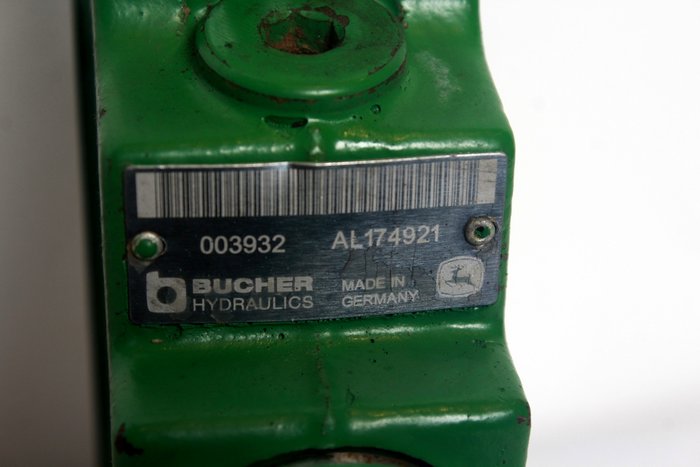 003932 AL174921
BUCHER
HYDRAULICS
MADE IN
GERMANY